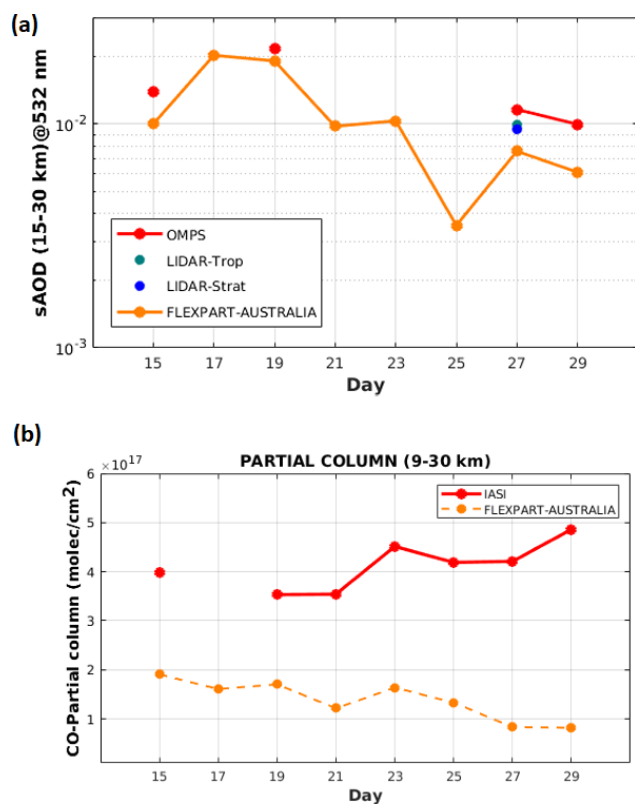 (a)
sAOD (15-30 km)@532 nm
10^-2
10^-3
OMPS
LIDAR-Trop
LIDAR-Strat
FLEXPART-AUSTRALIA
15 17 19 21 23 25 27 29
Day
(b)
×10^17
PARTIAL COLUMN (9-30 km)
CO-Partial column (molec/cm^2)
6
5
4
3
2
1
IASI
FLEXPART-AUSTRALIA
15 17 19 21 23 25 27 29
Day